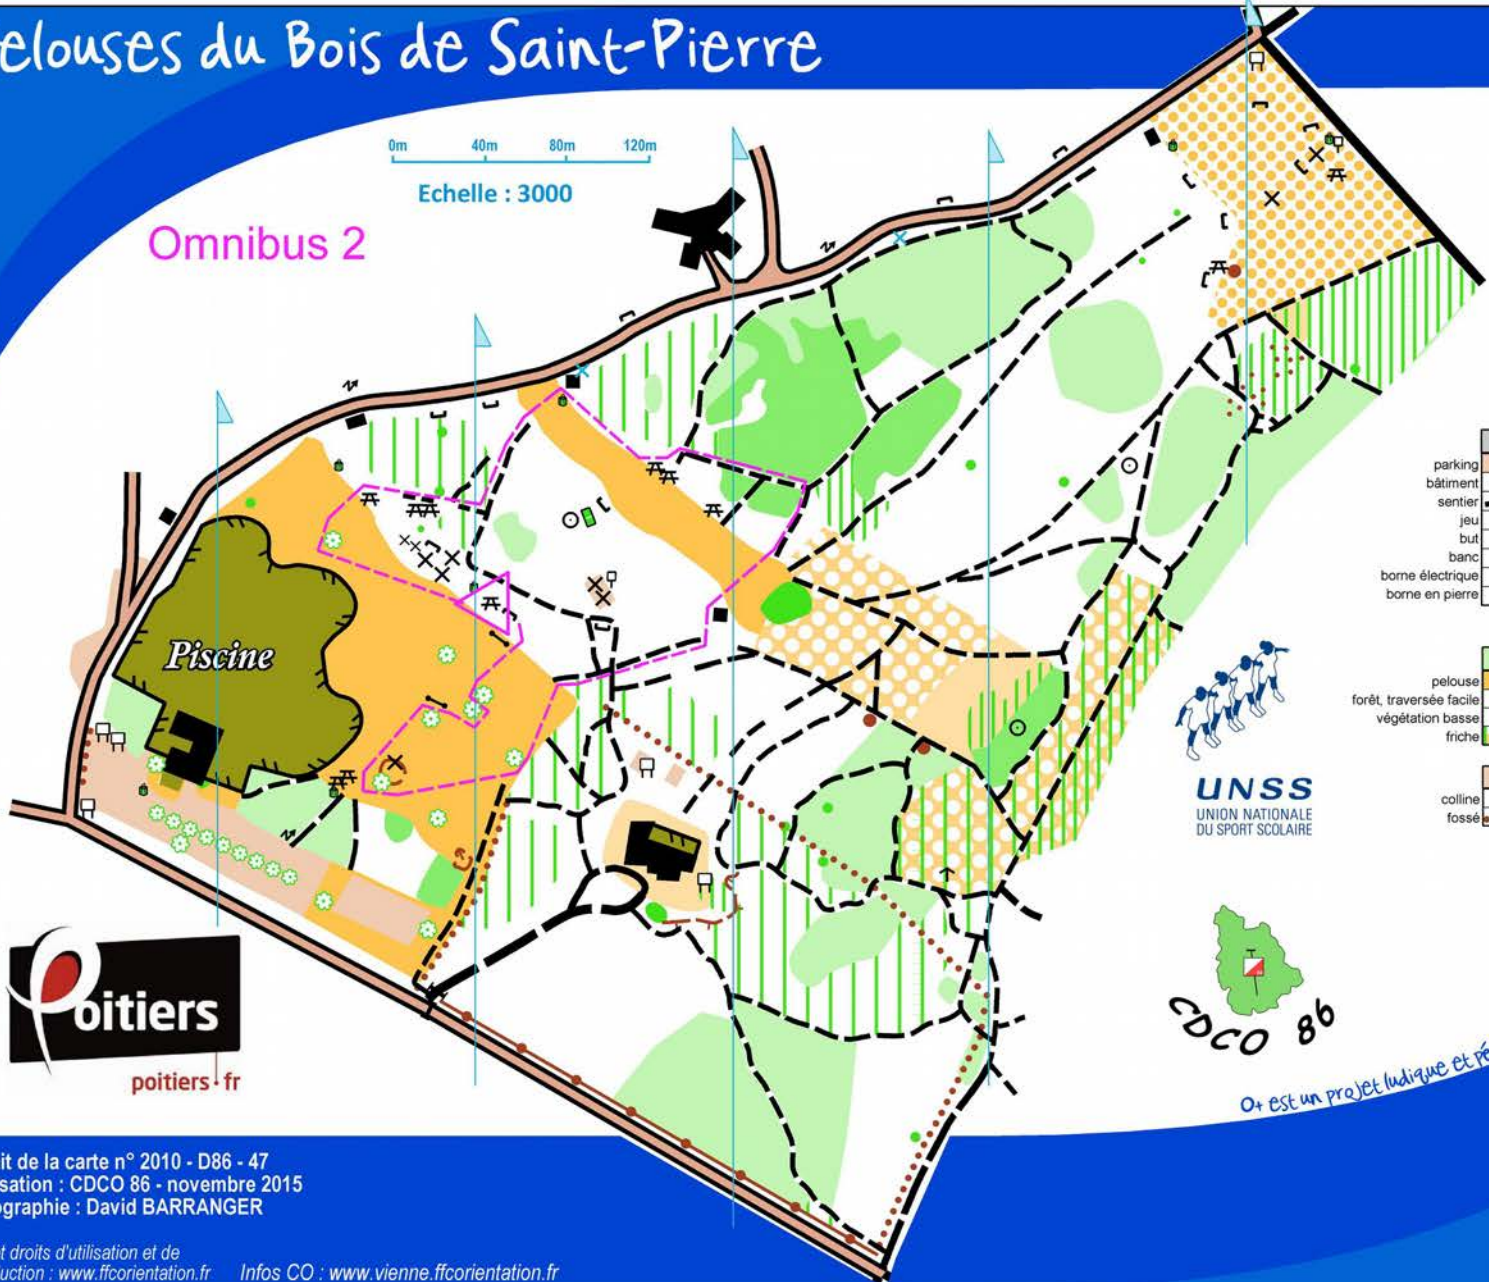 elouses du Bois de Saint-Pierre
0m 40m 80m 120m
Echelle : 3000
Omnibus 2
Piscine
parking
bâtiment
sentier
jeu
but
banc
borne électrique
borne en pierre
pelouse
forêt, traversée facile
végétation basse
friche
colline
fossé
UNSS
UNION NATIONALE
DU SPORT SCOLAIRE
CDCO 86
Poitiers
poitiers.fr
O+ est un projet ludique et pé
it de la carte n° 2010 - D86 - 47
sation : CDCO 86 - novembre 2015
ographie : David BARRANGER
t droits d'utilisation et de
uction : www.ffcorientation.fr Infos CO : www.vienne.ffcorientation.fr